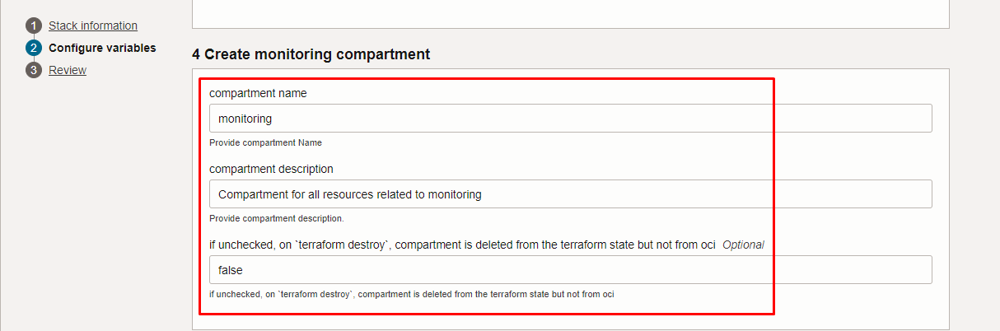 1 Stack information
2 Configure variables
3 Review
4 Create monitoring compartment
compartment name
monitoring
Provide compartment Name
compartment description
Compartment for all resources related to monitoring
Provide compartment description.
if unchecked, on `terraform destroy`, compartment is deleted from the terraform state but not from oci Optional
false
if unchecked, on `terraform destroy`, compartment is deleted from the terraform state but not from oci